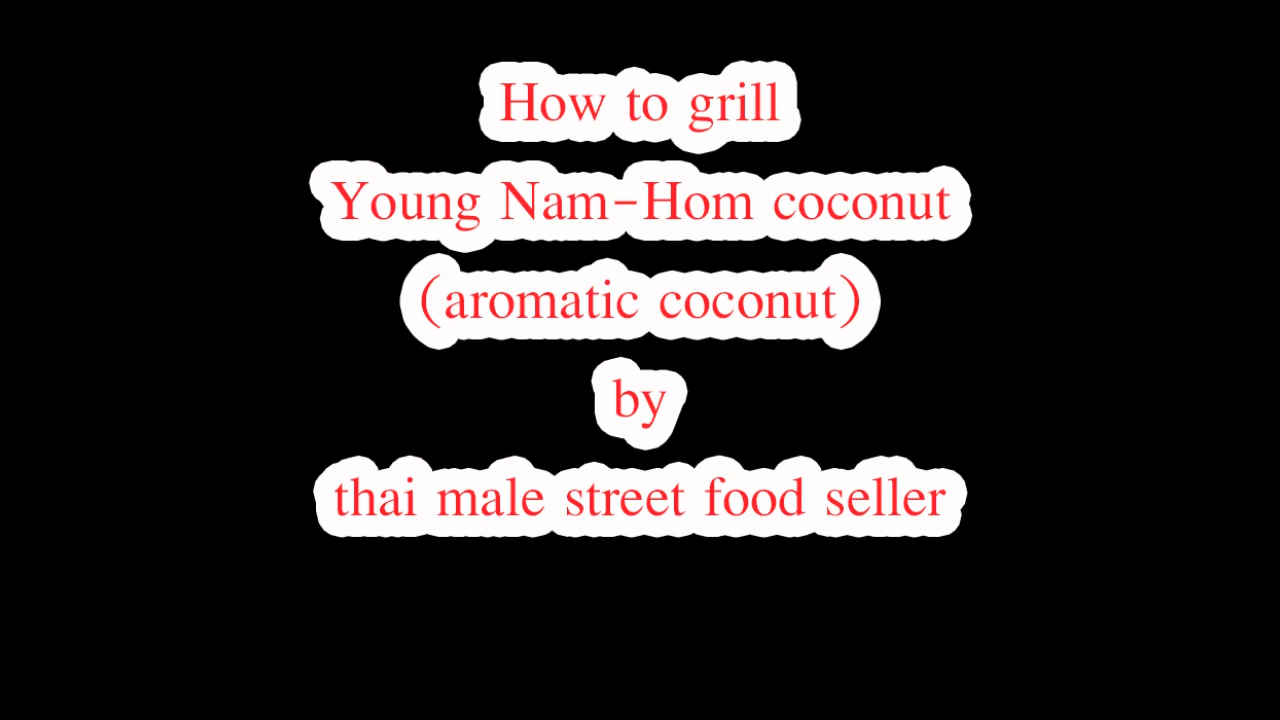 How to grill
Young Nam-Hom coconut
(aromatic coconut)
by
thai male street food seller